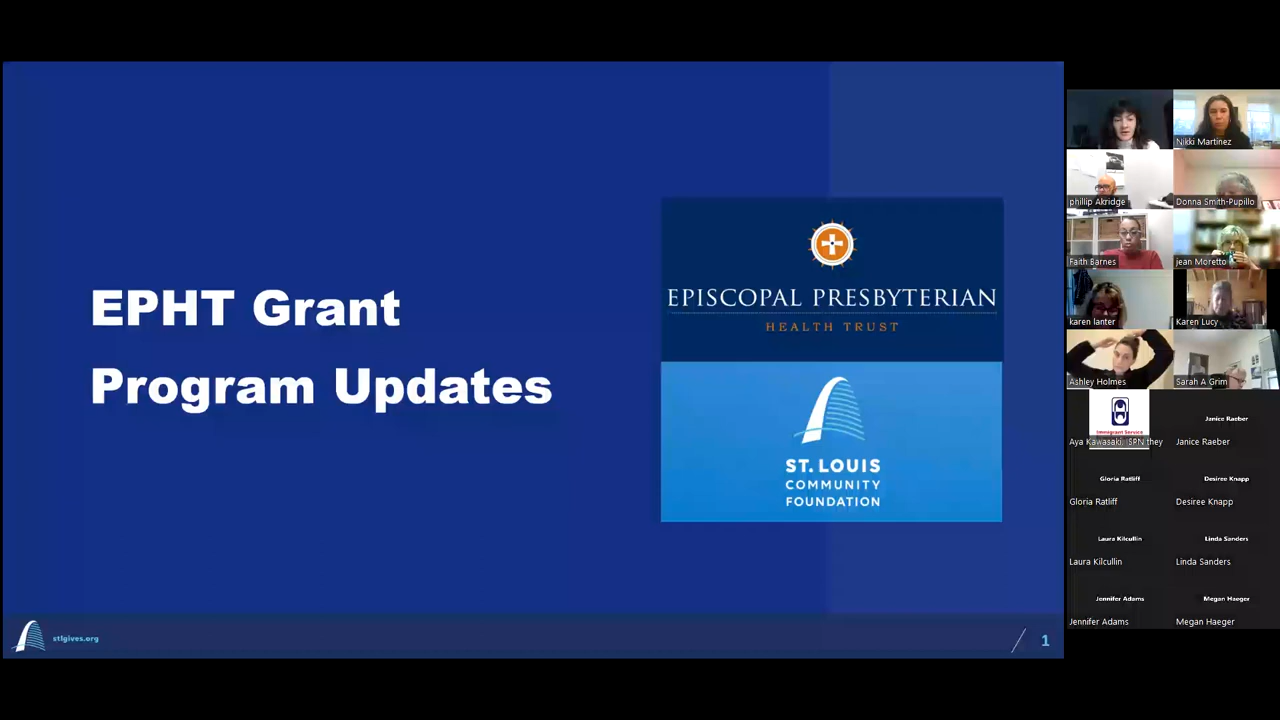 EPHT Grant
Program Updates
EPISCOPAL PRESBYTERIAN
HEALTH TRUST
ST. LOUIS
COMMUNITY
FOUNDATION
stlgives.org
1
Nikki Martinez
phillip Akridge
Donna Smith-Pupillo
Faith Barnes
jean Moretto
karen lanter
Karen Lucy
Ashley Holmes
Sarah A Grim
Immigrant Service
Aya Kawasaki, ISPN they
Janice Raeber
Janice Raeber
Gloria Ratliff
Gloria Ratliff
Desiree Knapp
Desiree Knapp
Laura Kilcullin
Laura Kilcullin
Linda Sanders
Linda Sanders
Jennifer Adams
Jennifer Adams
Megan Haeger
Megan Haeger